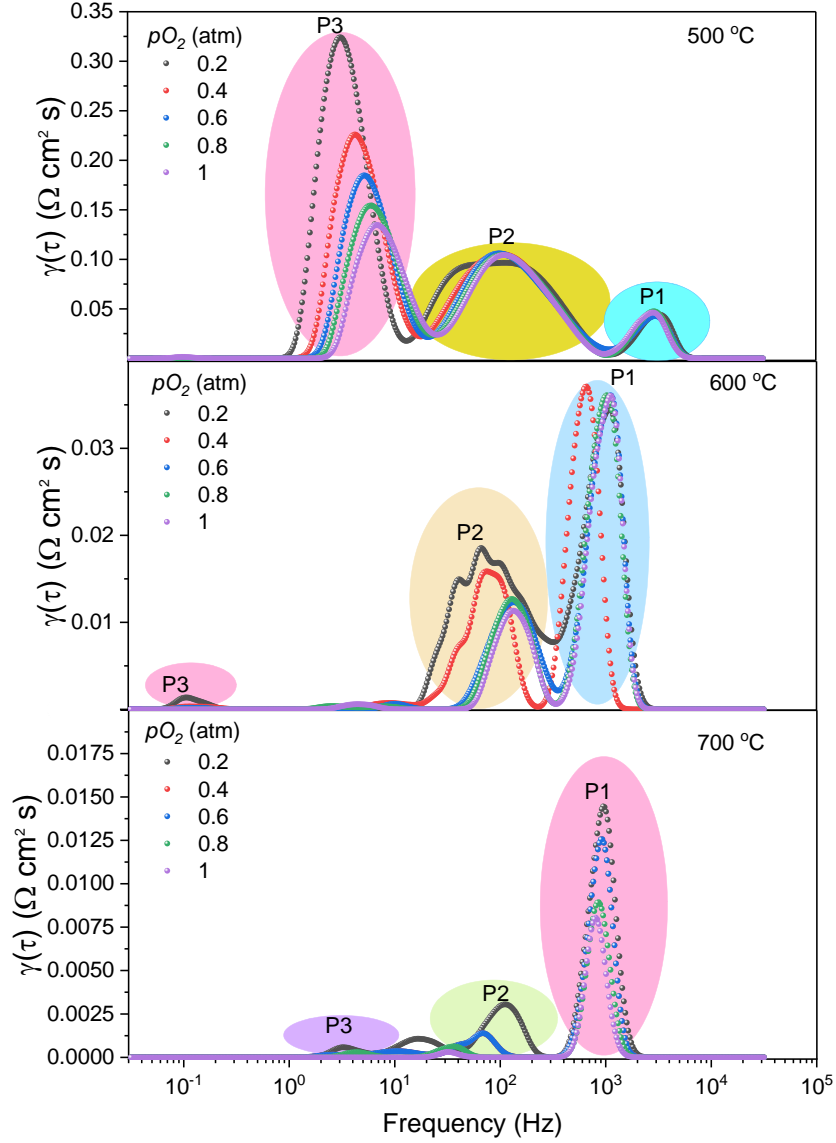 P3
500 °C
pO₂ (atm)
0.2
0.4
0.6
0.8
1
P2
P1
0.35
0.30
0.25
0.20
0.15
0.10
0.05
γ(τ) (Ω cm² s)
P1
600 °C
pO₂ (atm)
0.2
0.4
0.6
0.8
1
P2
P3
0.03
0.02
0.01
γ(τ) (Ω cm² s)
700 °C
pO₂ (atm)
0.2
0.4
0.6
0.8
1
P1
P2
P3
0.0175
0.0150
0.0125
0.0100
0.0075
0.0050
0.0025
0.0000
γ(τ) (Ω cm² s)
10⁻¹ 10⁰ 10¹ 10² 10³ 10⁴ 10⁵
Frequency (Hz)